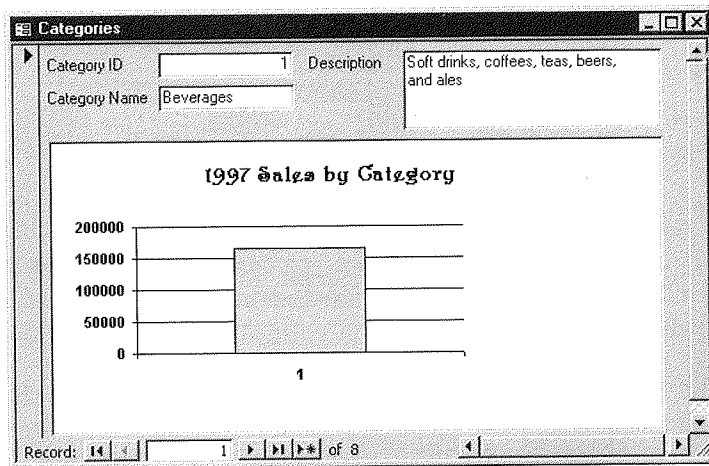 Categories
Category ID 1
Description Soft drinks, coffees, teas, beers,
and ales
Category Name Beverages
1997 Sales by Category
200000
150000
100000
50000
0
1
Record: 1 of 8